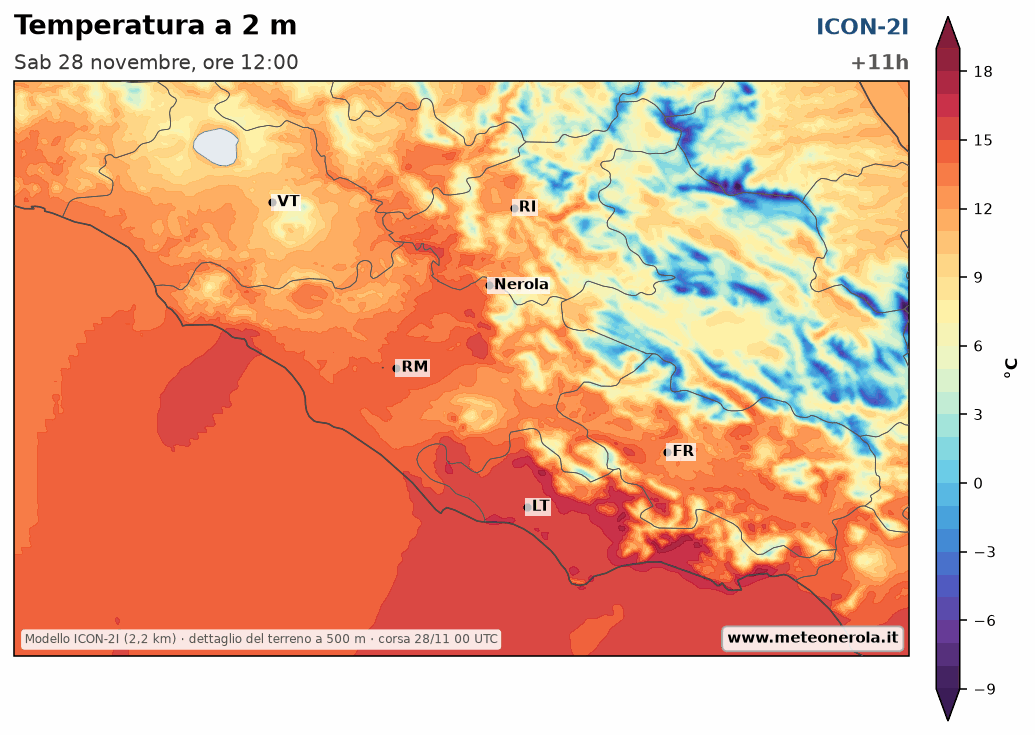 Temperatura a 2 m
ICON-2I
Sab 28 novembre, ore 12:00
+11h
VT
RI
Nerola
RM
FR
LT
Modello ICON-2I (2,2 km) · dettaglio del terreno a 500 m · corsa 28/11 00 UTC
www.meteonerola.it
18
15
12
9
6
3
0
−3
−6
−9
°C